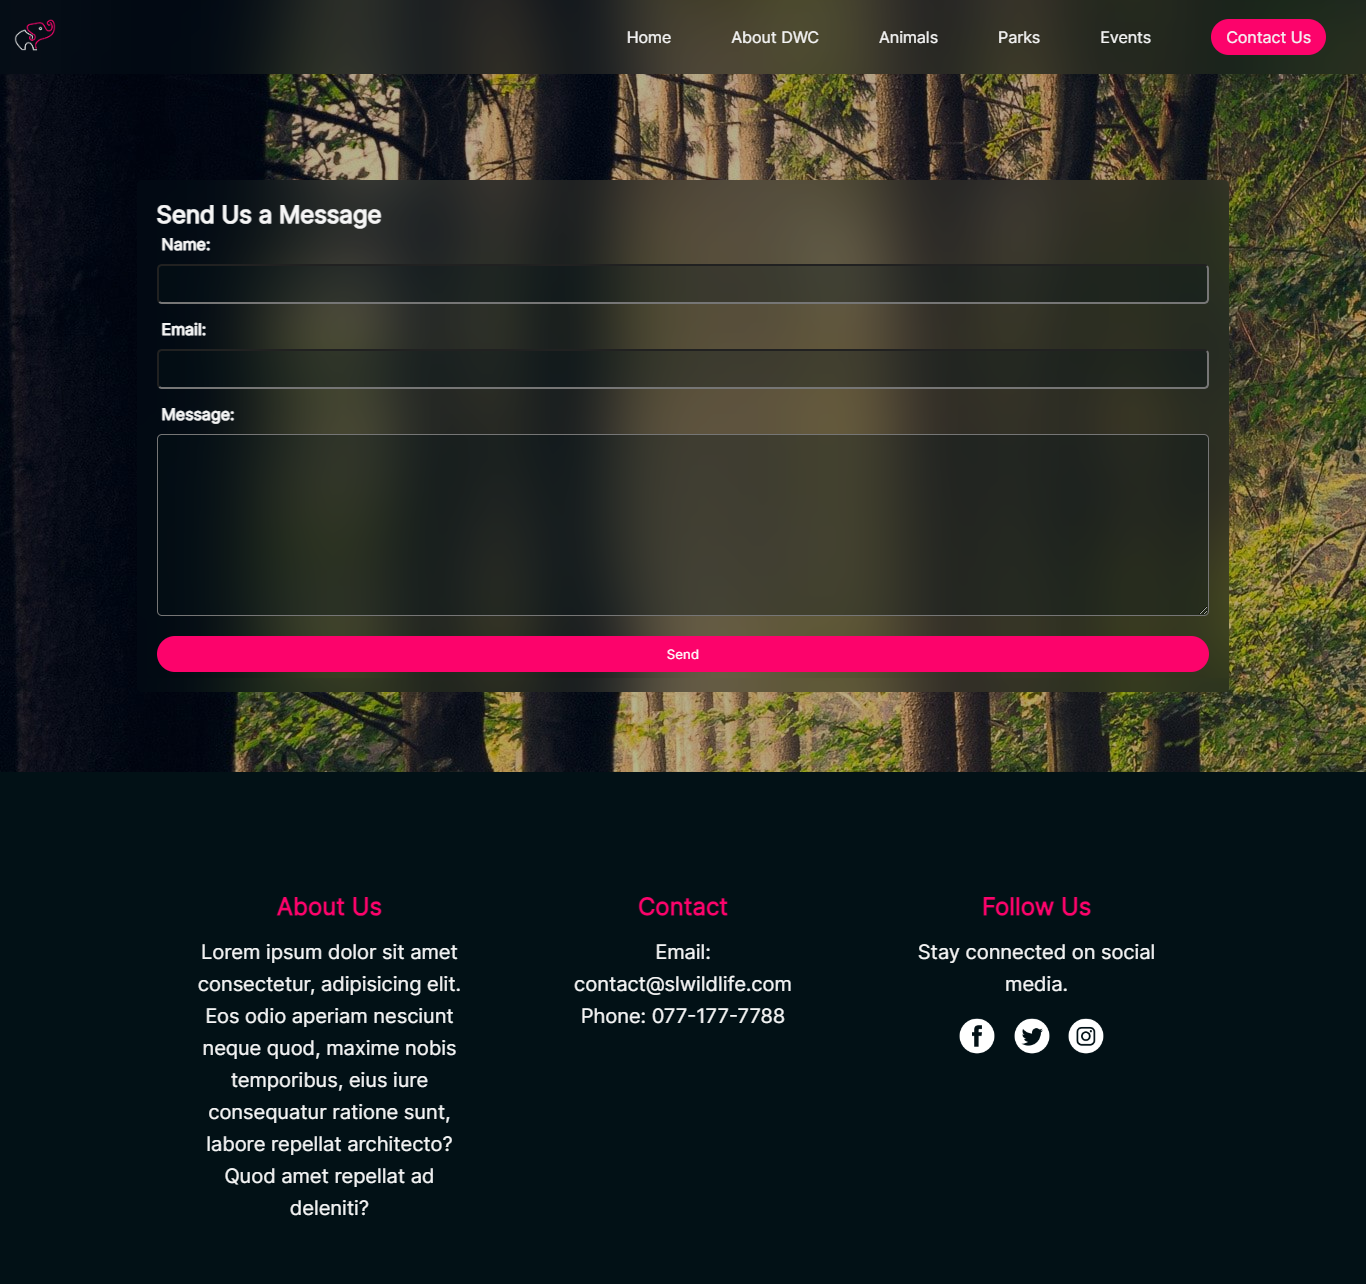 Home
About DWC
Animals
Parks
Events
Contact Us
Send Us a Message
Name:
Email:
Message:
Send
About Us
Lorem ipsum dolor sit amet
consectetur, adipisicing elit.
Eos odio aperiam nesciunt
neque quod, maxime nobis
temporibus, eius iure
consequatur ratione sunt,
labore repellat architecto?
Quod amet repellat ad
deleniti?
Contact
Email:
contact@slwildlife.com
Phone: 077-177-7788
Follow Us
Stay connected on social
media.